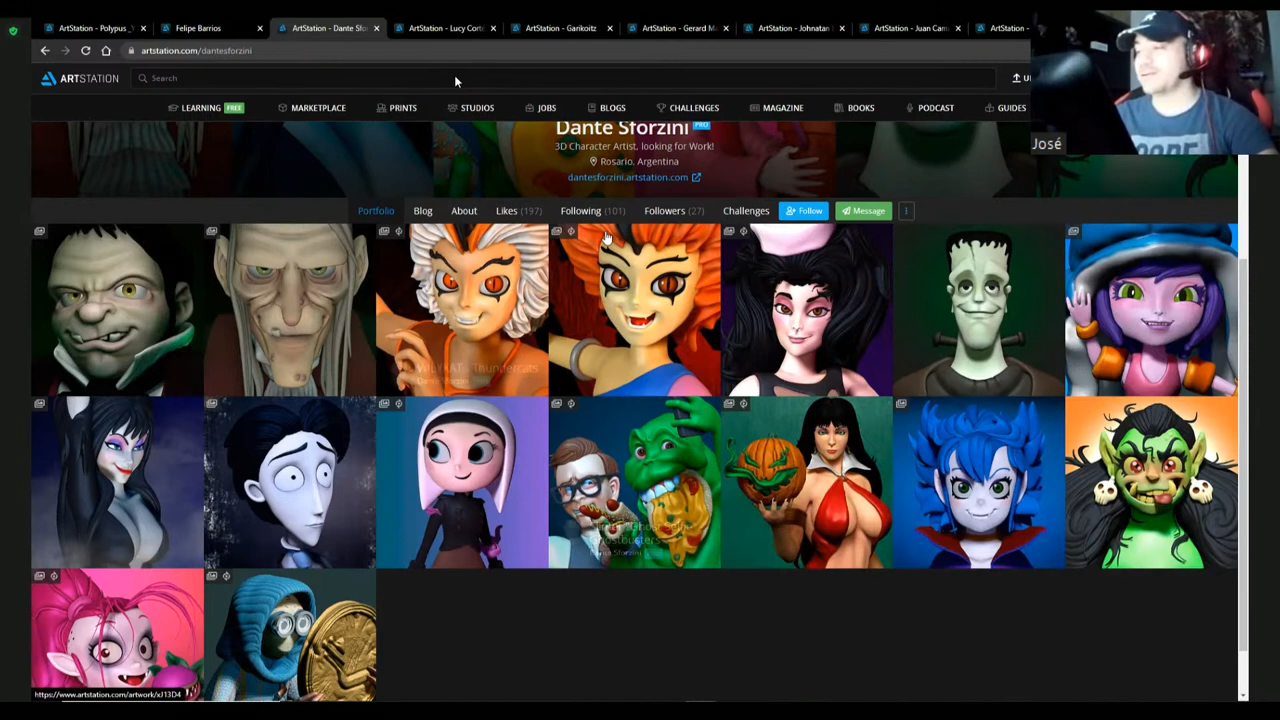 ArtStation - Polypus
Felipe Barrios
ArtStation - Dante Sfo
ArtStation - Lucy Cort
ArtStation - Garikoitz
ArtStation - Gerard M
ArtStation - Johnatan
ArtStation - Juan Cam
ArtStation -
artstation.com/dantesforzini
ARTSTATION
Search
LEARNING FREE
MARKETPLACE
PRINTS
STUDIOS
JOBS
BLOGS
CHALLENGES
MAGAZINE
BOOKS
PODCAST
GUIDES
José
Dante Sforzini PRO
3D Character Artist, looking for Work!
Rosario, Argentina
dantesforzini.artstation.com
Portfolio
Blog
About
Likes (197)
Following (101)
Followers (27)
Challenges
Follow
Message
Thundercats
Ghostbusters
https://www.artstation.com/artwork/xJ13D4